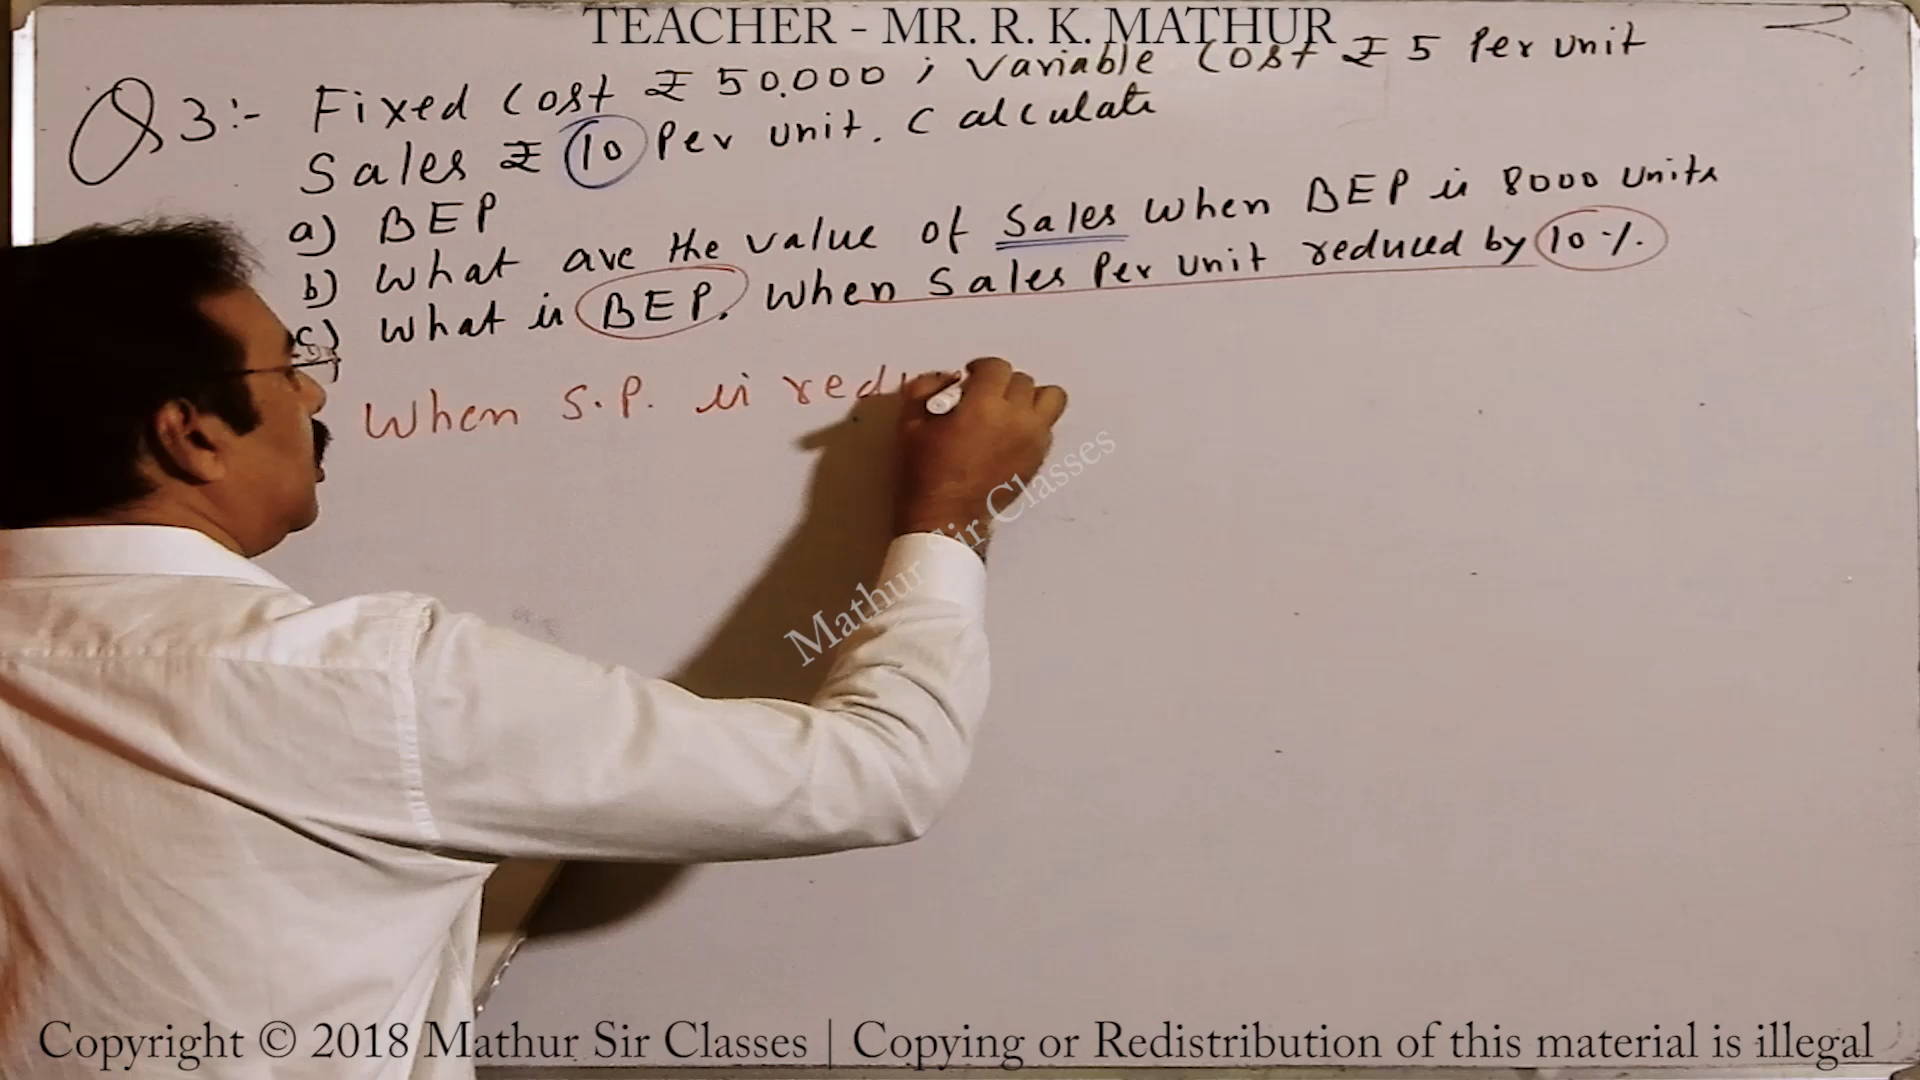 TEACHER - MR. R. K. MATHUR
Q 3:- Fixed Cost ₹ 50,000 ; Variable Cost ₹ 5 Per unit
Sales ₹ 10 Per unit. Calculate
a) BEP
b) What are the value of Sales when BEP is 8000 units
c) What is BEP. When Sales Per unit reduced by 10%.
When S.P. is redu
Mathur Sir Classes
Copyright © 2018 Mathur Sir Classes | Copying or Redistribution of this material is illegal